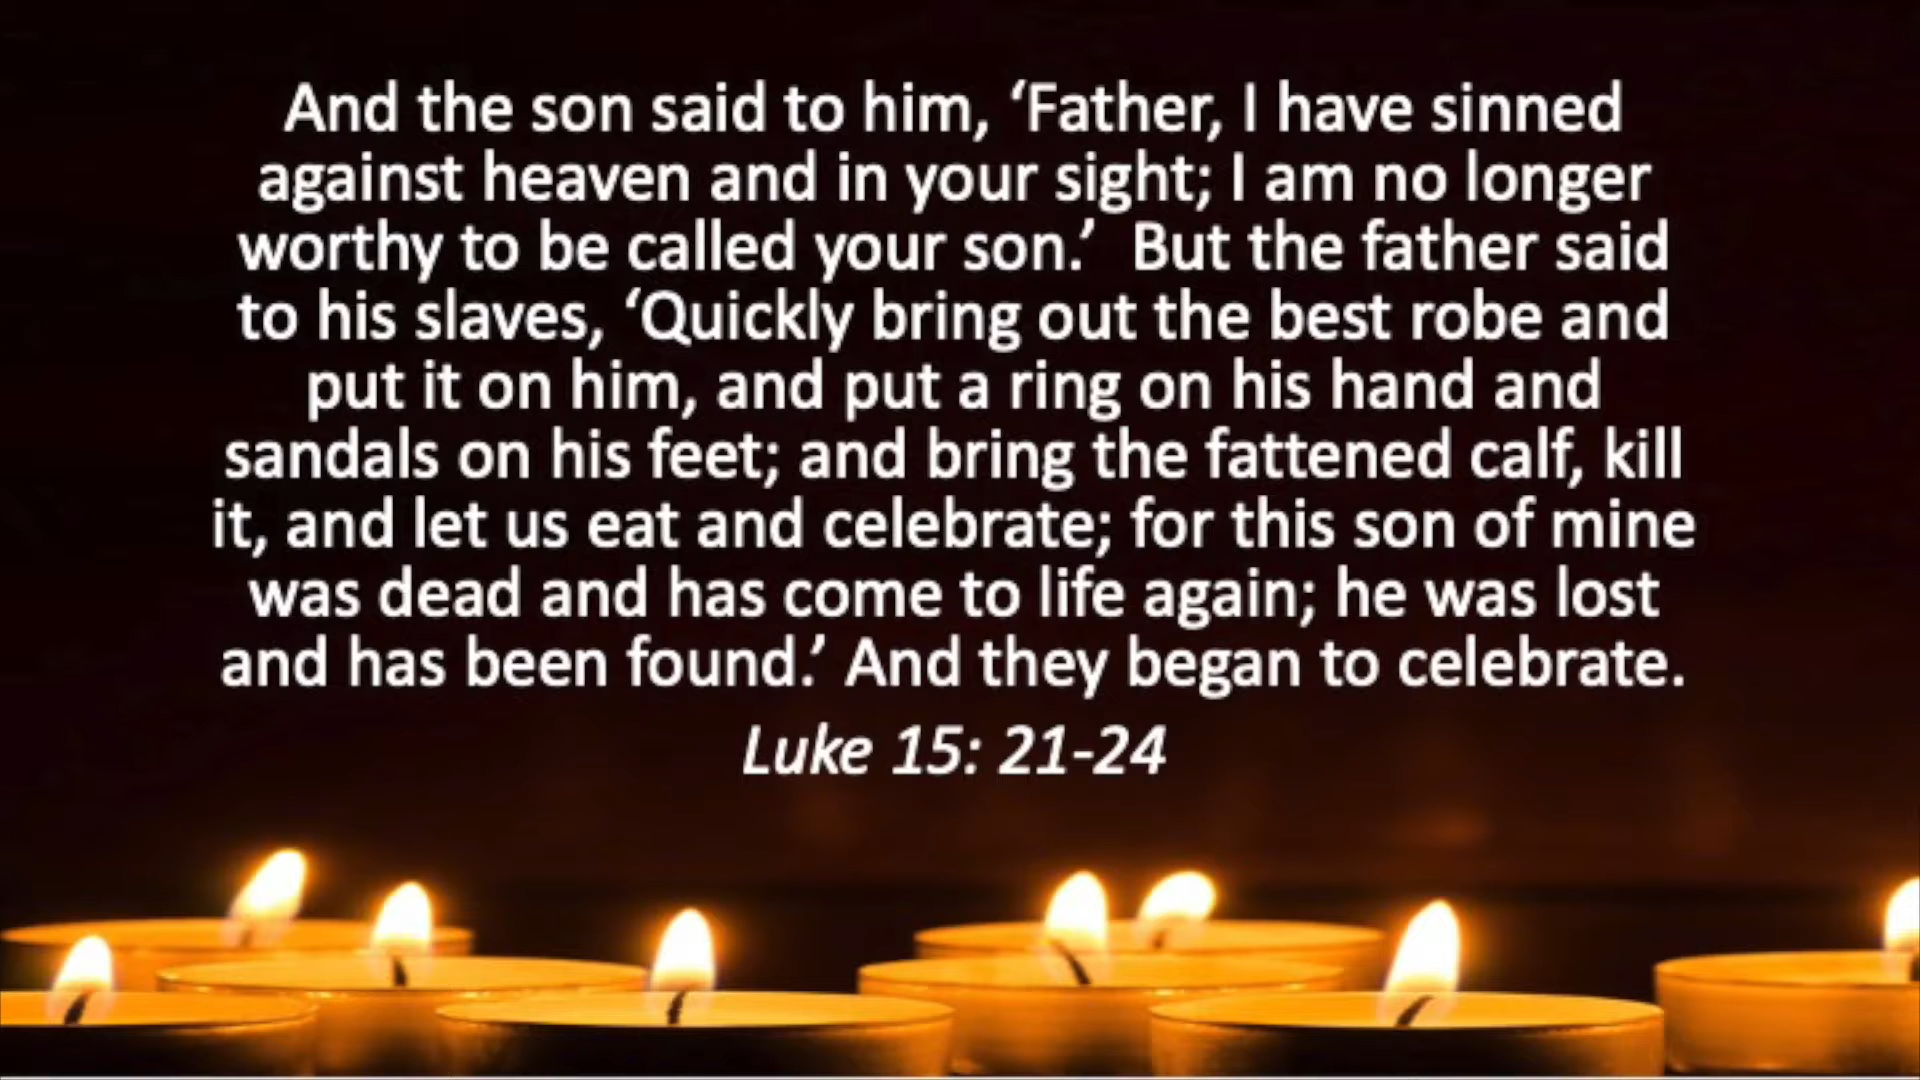 And the son said to him, ‘Father, I have sinned
against heaven and in your sight; I am no longer
worthy to be called your son.’  But the father said
to his slaves, ‘Quickly bring out the best robe and
put it on him, and put a ring on his hand and
sandals on his feet; and bring the fattened calf, kill
it, and let us eat and celebrate; for this son of mine
was dead and has come to life again; he was lost
and has been found.’ And they began to celebrate.
Luke 15: 21-24